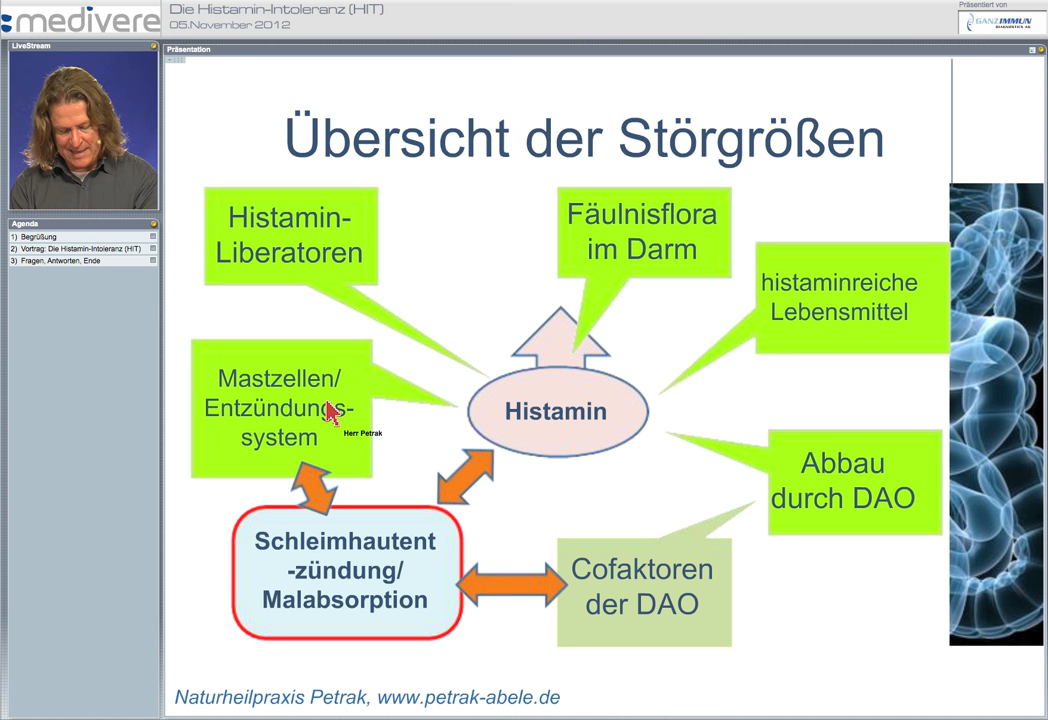 medivere
Die Histamin-Intoleranz (HIT)
05.November 2012
Präsentiert von
GANZIMMUN
DIAGNOSTICS AG
LiveStream
Präsentation
Agenda
1) Begrüßung
2) Vortrag: Die Histamin-Intoleranz (HIT)
3) Fragen, Antworten, Ende
Übersicht der Störgrößen
Histamin-
Liberatoren
Fäulnisflora
im Darm
histaminreiche
Lebensmittel
Mastzellen/
Entzündungs-
system
Herr Petrak
Histamin
Abbau
durch DAO
Schleimhautent
-zündung/
Malabsorption
Cofaktoren
der DAO
Naturheilpraxis Petrak, www.petrak-abele.de